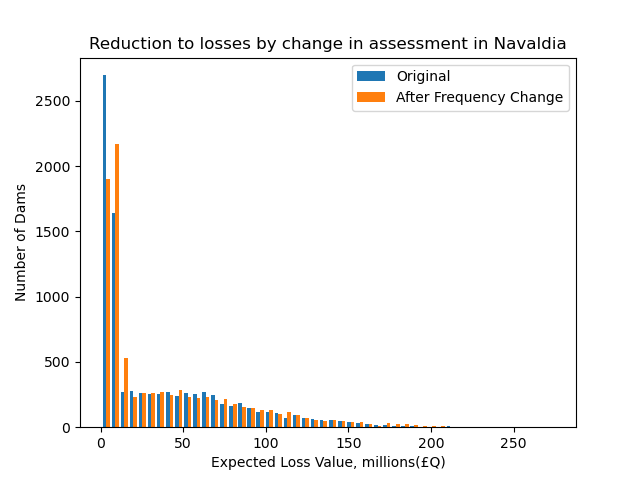 Reduction to losses by change in assessment in Navaldia
Original
After Frequency Change
Number of Dams
2500
2000
1500
1000
500
0
0 50 100 150 200 250
Expected Loss Value, millions(£Q)